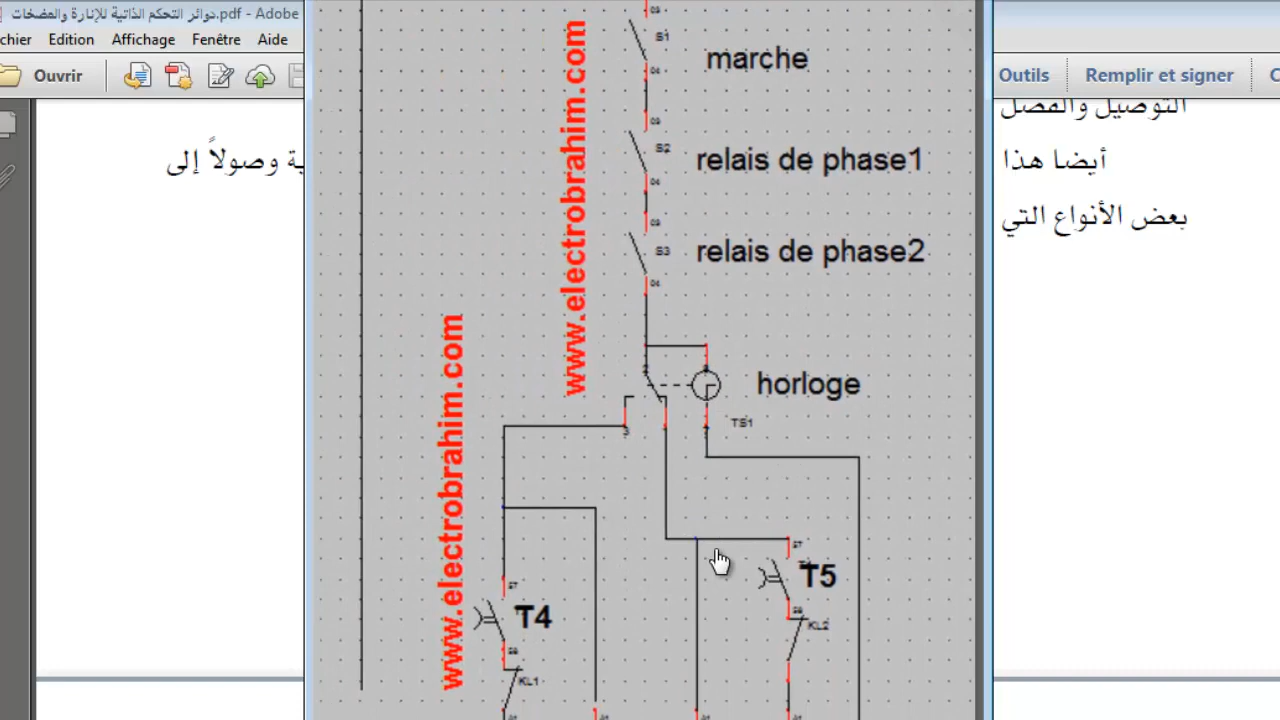 دوائر التحكم الذاتية للإنارة والمضخات.pdf - Adobe
chier Edition Affichage Fenêtre Aide
Ouvrir
Outils
Remplir et signer
التوصيل والفصل
أيضا هذا
ية وصولاً إلى
بعض الأنواع التي
www.electrobrahim.com
www.electrobrahim.com
S1
marche
S2
relais de phase1
S3
relais de phase2
horloge
TS1
3
T5
KL2
T4
KL1